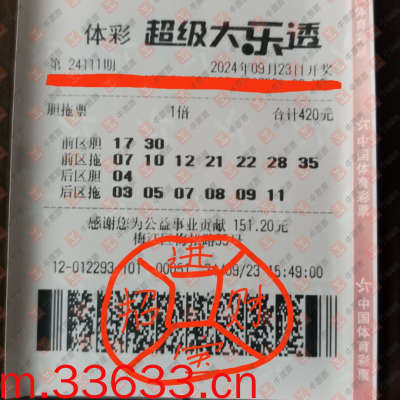 体彩 超级大乐透
第 24111期 2024年09月23日开奖
胆拖票 1倍 合计420元
前区胆 17 30
前区拖 07 10 12 21 22 28 35
后区胆 04
后区拖 03 05 07 08 09 11
感谢您为公益事业贡献 151.20元
12-012293 101 09/23 15:49:00
招财进宝
m.33633.cn
中国体育彩票
中国体育彩票